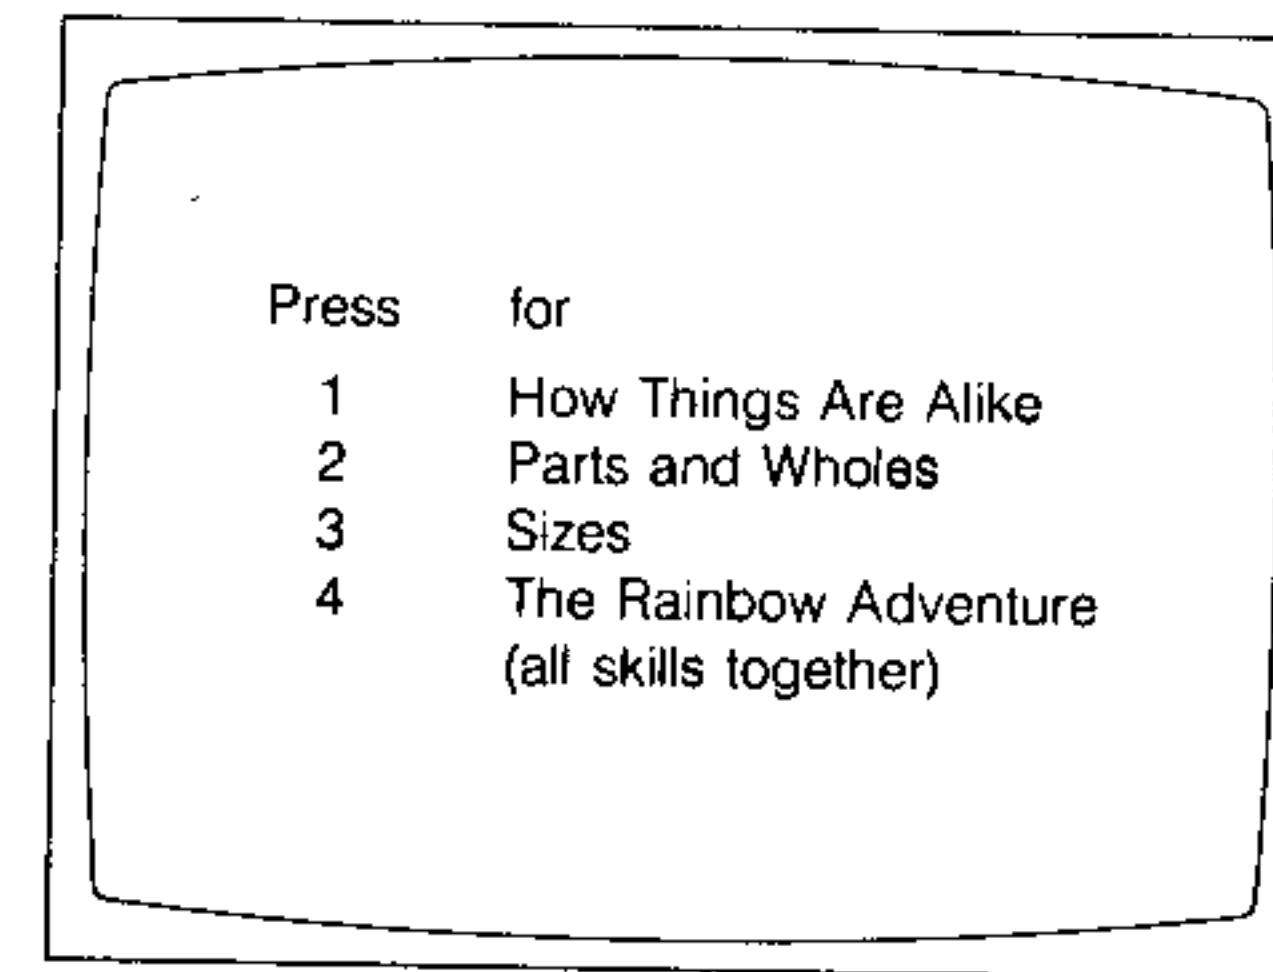 Press for
1 How Things Are Alike
2 Parts and Wholes
3 Sizes
4 The Rainbow Adventure
(all skills together)